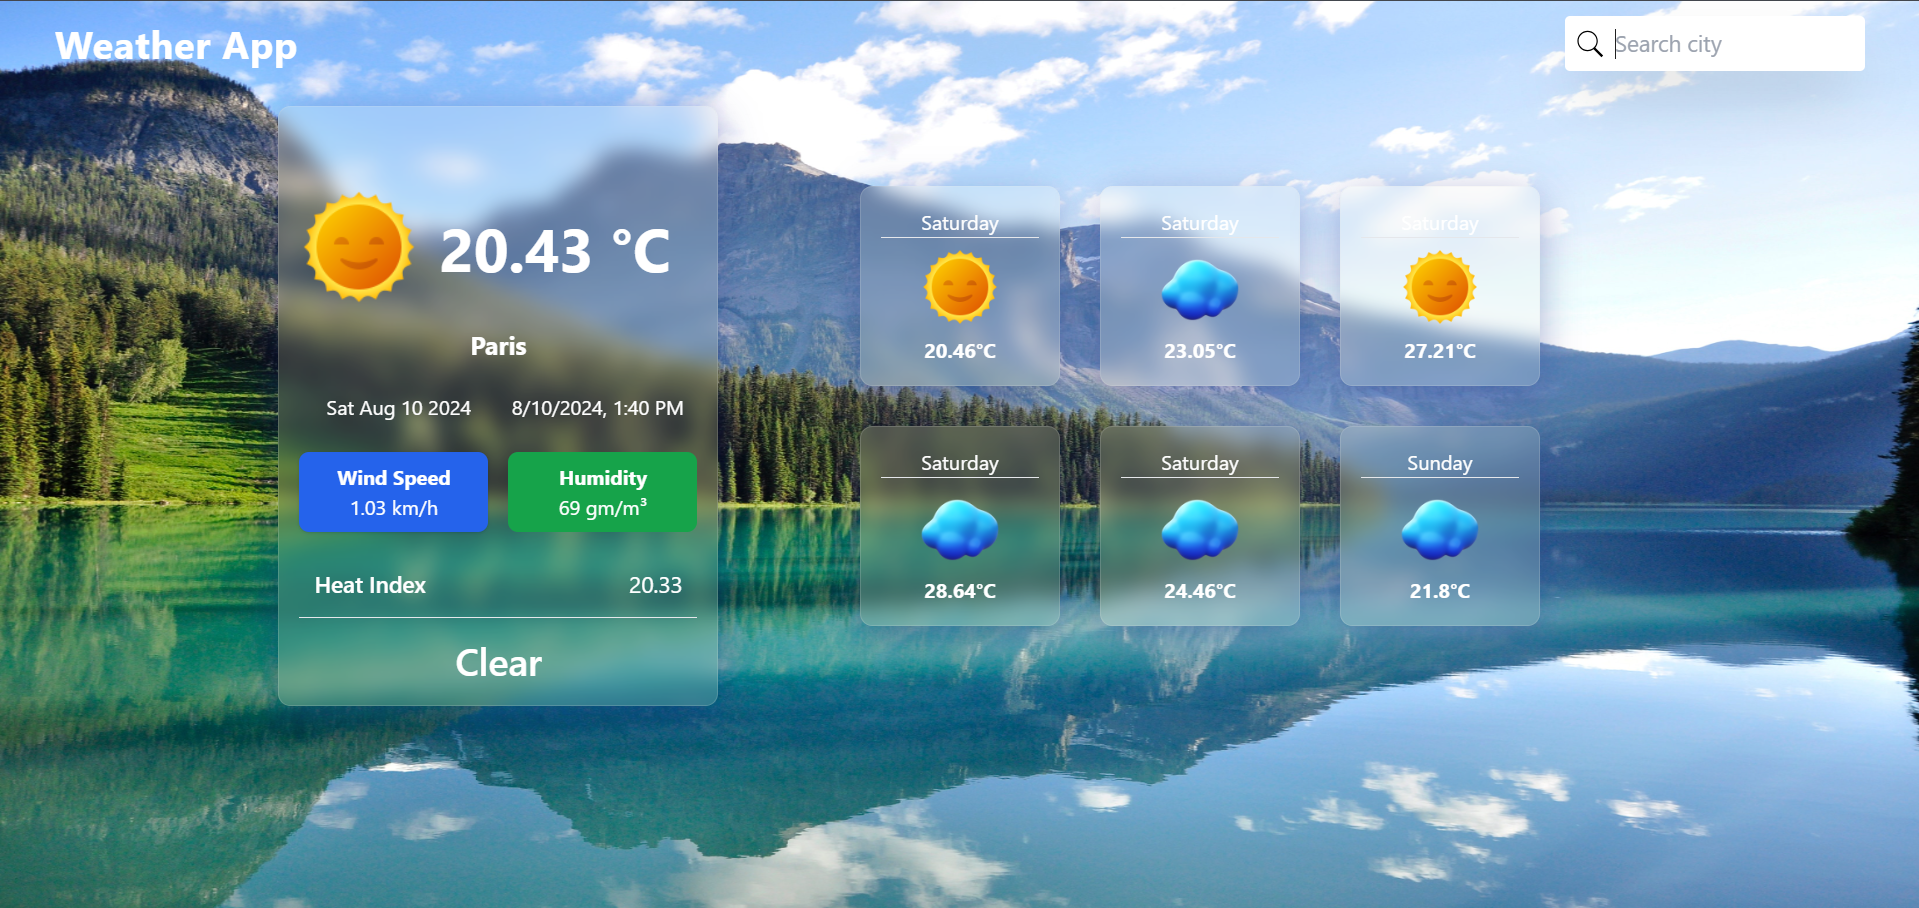 Weather App
Search city
20.43 °C
Paris
Sat Aug 10 2024 8/10/2024, 1:40 PM
Wind Speed
1.03 km/h
Humidity
69 gm/m³
Heat Index 20.33
Clear
Saturday
20.46°C
Saturday
23.05°C
Saturday
27.21°C
Saturday
28.64°C
Saturday
24.46°C
Sunday
21.8°C